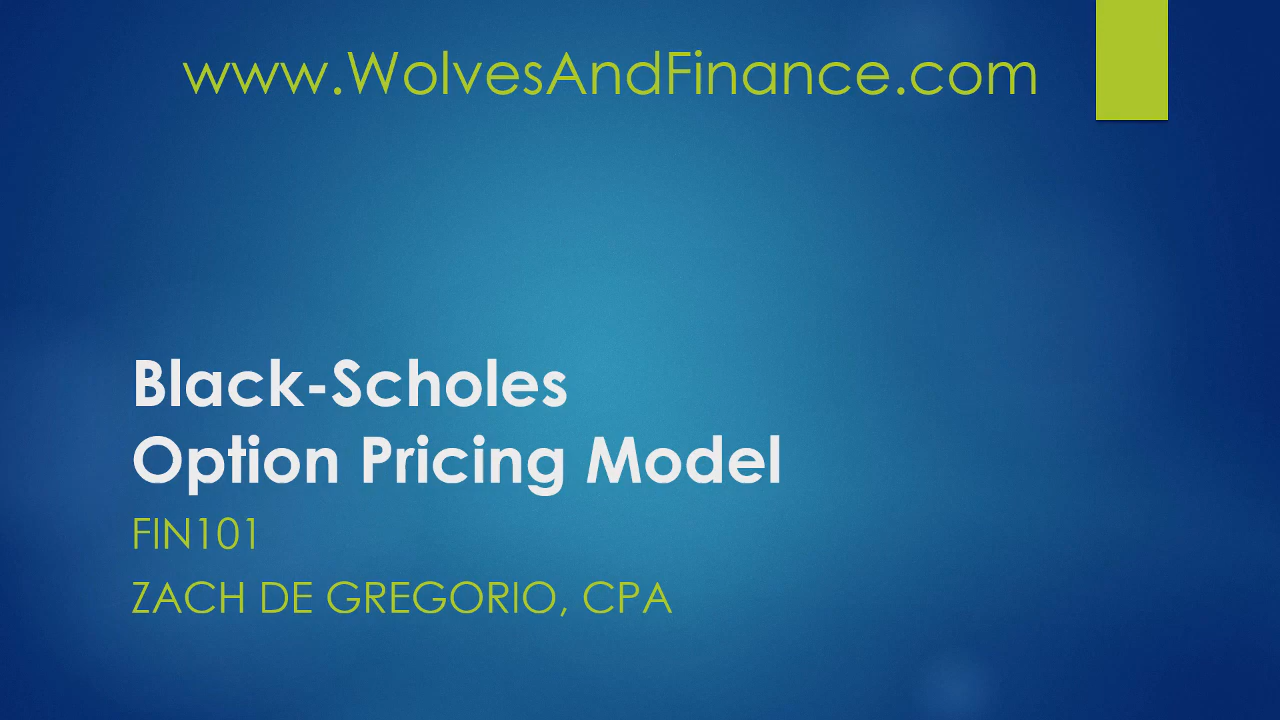 www.WolvesAndFinance.com
Black-Scholes
Option Pricing Model
FIN101
ZACH DE GREGORIO, CPA